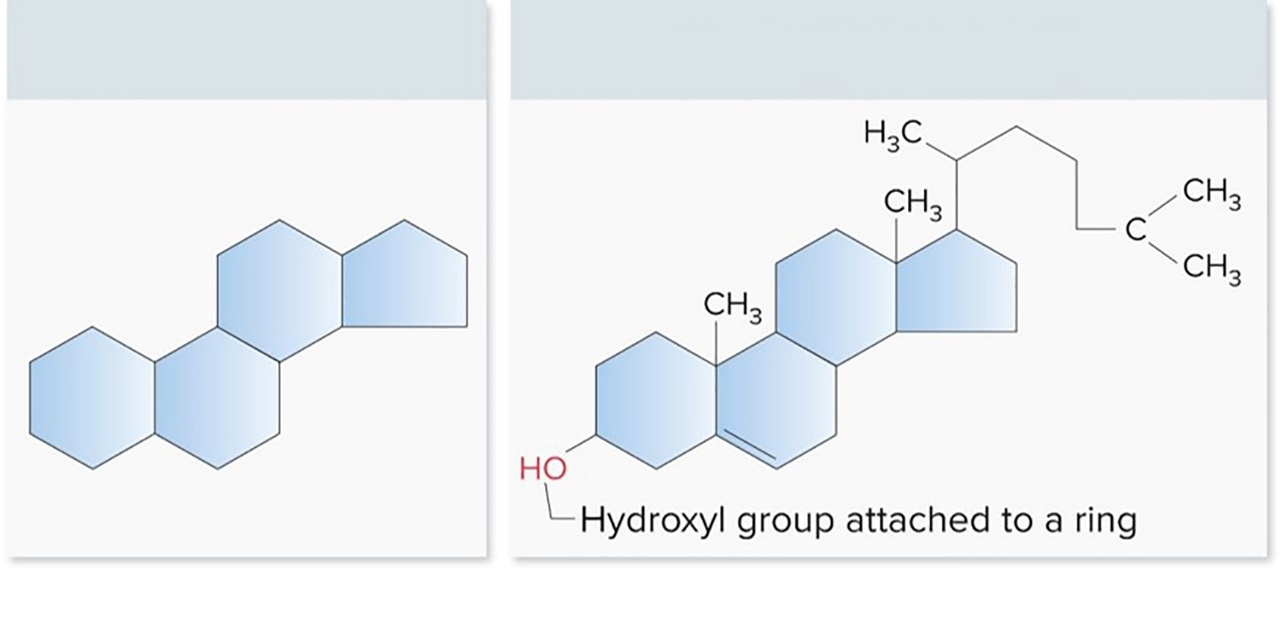 H₃C
CH₃
CH₃
C
CH₃
CH₃
HO
Hydroxyl group attached to a ring